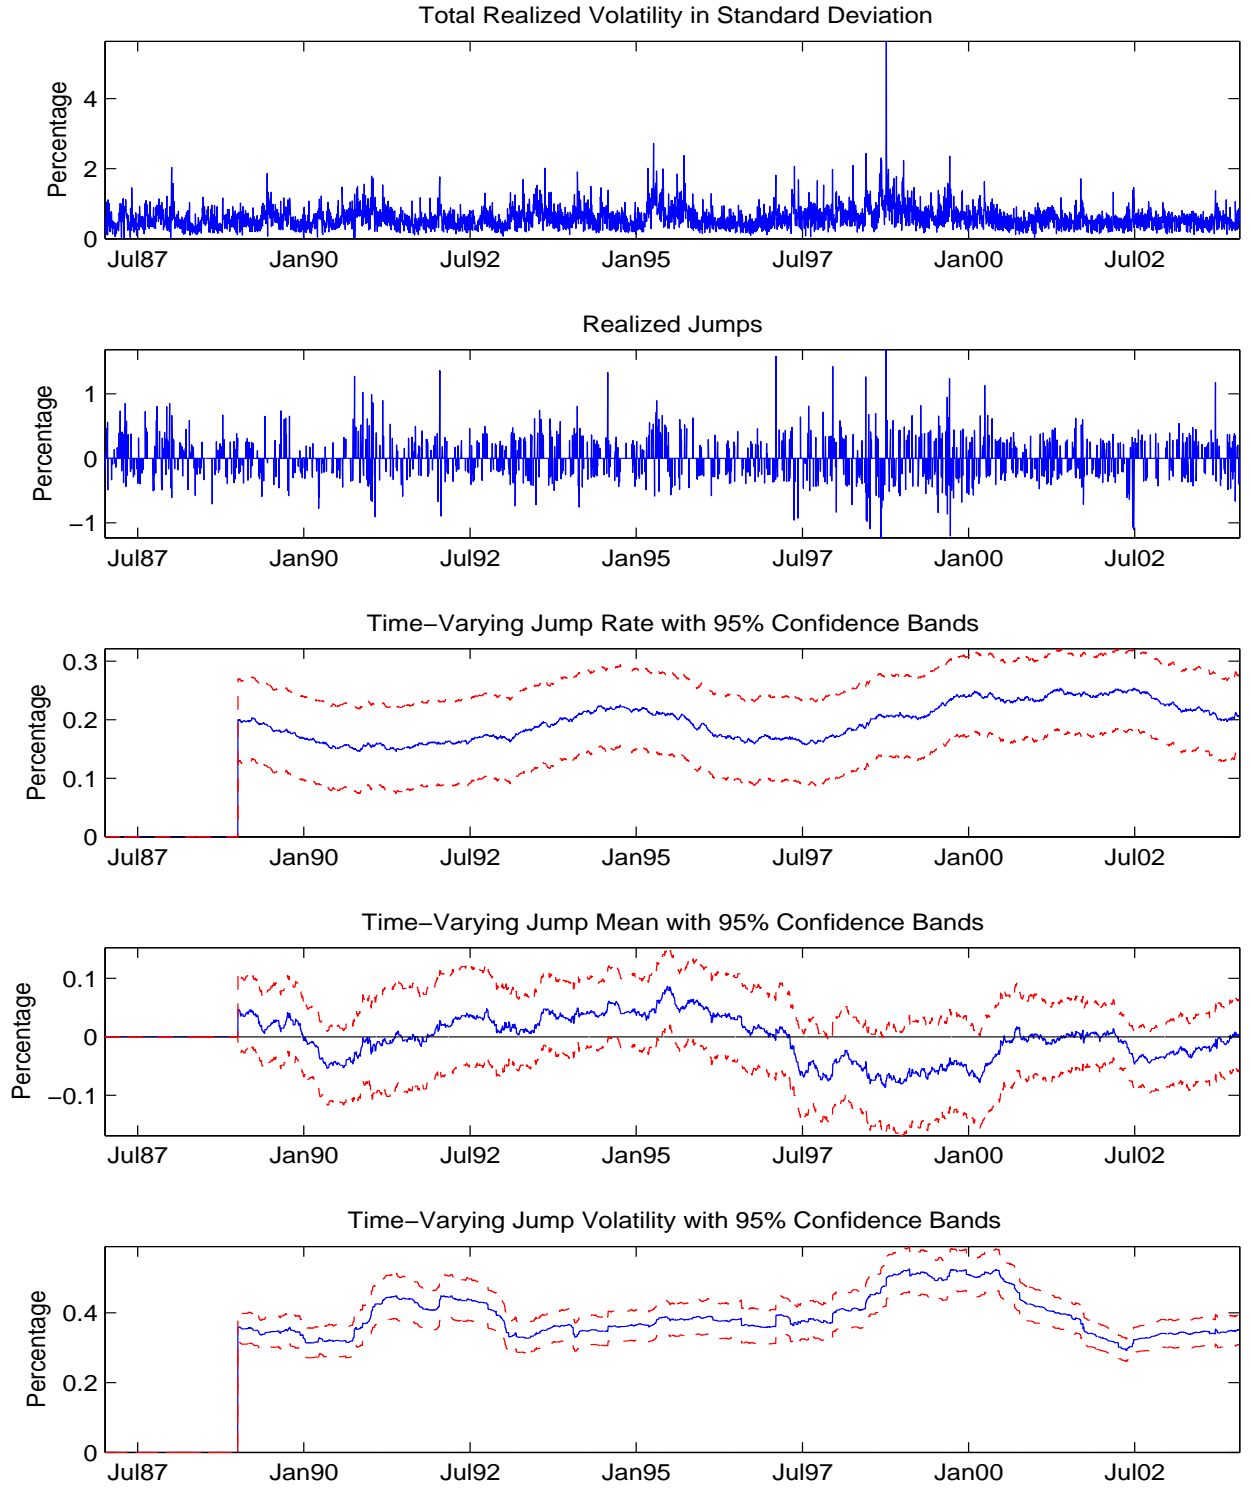 Total Realized Volatility in Standard Deviation
Percentage
4
2
0
Jul87 Jan90 Jul92 Jan95 Jul97 Jan00 Jul02
Realized Jumps
Percentage
1
0
−1
Jul87 Jan90 Jul92 Jan95 Jul97 Jan00 Jul02
Time−Varying Jump Rate with 95% Confidence Bands
Percentage
0.3
0.2
0.1
0
Jul87 Jan90 Jul92 Jan95 Jul97 Jan00 Jul02
Time−Varying Jump Mean with 95% Confidence Bands
Percentage
0.1
0
−0.1
Jul87 Jan90 Jul92 Jan95 Jul97 Jan00 Jul02
Time−Varying Jump Volatility with 95% Confidence Bands
Percentage
0.4
0.2
0
Jul87 Jan90 Jul92 Jan95 Jul97 Jan00 Jul02